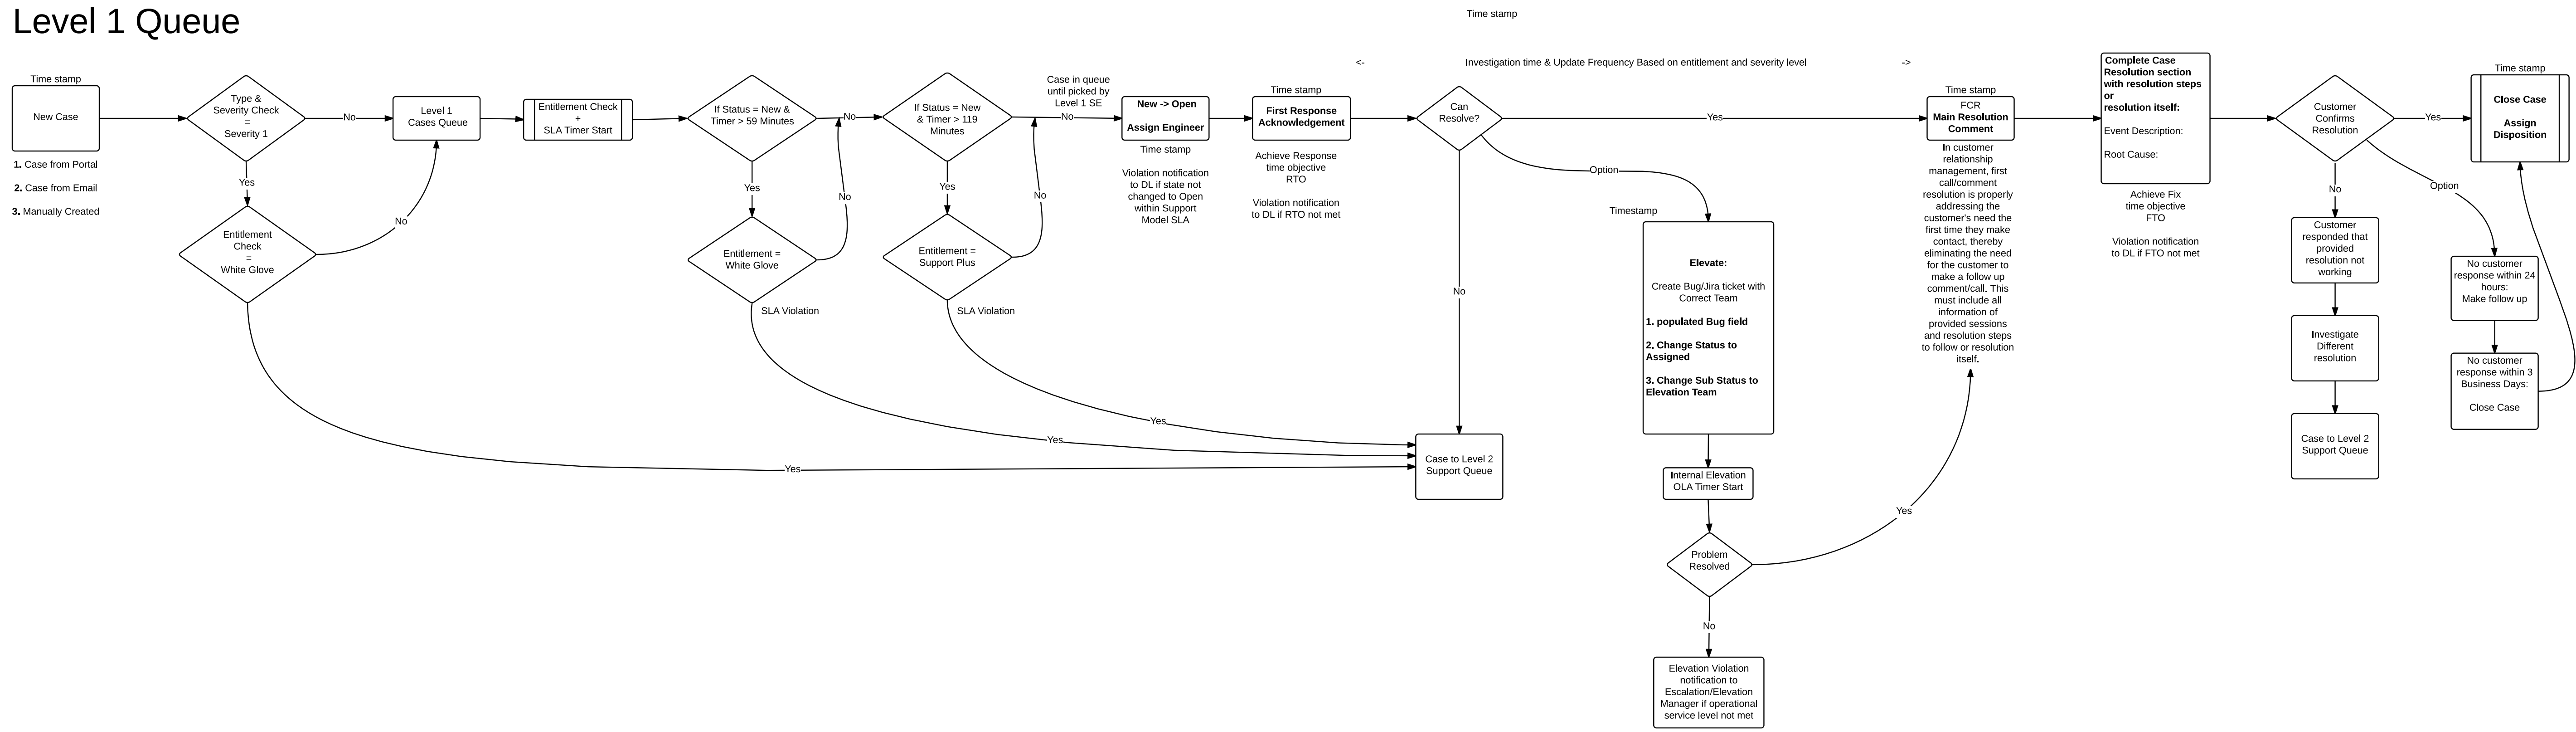 Level 1 Queue
Time stamp
New Case
1. Case from Portal
2. Case from Email
3. Manually Created
Type &
Severity Check
=
Severity 1
No
Yes
Entitlement
Check
=
White Glove
No
Yes
Level 1
Cases Queue
Entitlement Check
+
SLA Timer Start
If Status = New &
Timer > 59 Minutes
No
Yes
Entitlement =
White Glove
No
SLA Violation
Yes
If Status = New
& Timer > 119
Minutes
Yes
Entitlement =
Support Plus
No
SLA Violation
Yes
Case in queue
until picked by
Level 1 SE
No
New -> Open
Assign Engineer
Time stamp
Violation notification
to DL if state not
changed to Open
within Support
Model SLA
Time stamp
First Response
Acknowledgement
Achieve Response
time objective
RTO
Violation notification
to DL if RTO not met
Time stamp
<-
Investigation time & Update Frequency Based on entitlement and severity level
->
Can
Resolve?
Yes
Option
No
Case to Level 2
Support Queue
Timestamp
Elevate:
Create Bug/Jira ticket with
Correct Team
1. populated Bug field
2. Change Status to
Assigned
3. Change Sub Status to
Elevation Team
Internal Elevation
OLA Timer Start
Problem
Resolved
Yes
No
Elevation Violation
notification to
Escalation/Elevation
Manager if operational
service level not met
Time stamp
FCR
Main Resolution
Comment
In customer
relationship
management, first
call/comment
resolution is properly
addressing the
customer's need the
first time they make
contact, thereby
eliminating the need
for the customer to
make a follow up
comment/call. This
must include all
information of
provided sessions
and resolution steps
to follow or resolution
itself.
Complete Case
Resolution section
with resolution steps
or
resolution itself:
Event Description:
Root Cause:
Achieve Fix
time objective
FTO
Violation notification
to DL if FTO not met
Customer
Confirms
Resolution
Yes
No
Option
Customer
responded that
provided
resolution not
working
Investigate
Different
resolution
Case to Level 2
Support Queue
Time stamp
Close Case
Assign
Disposition
No customer
response within 24
hours:
Make follow up
No customer
response within 3
Business Days:
Close Case